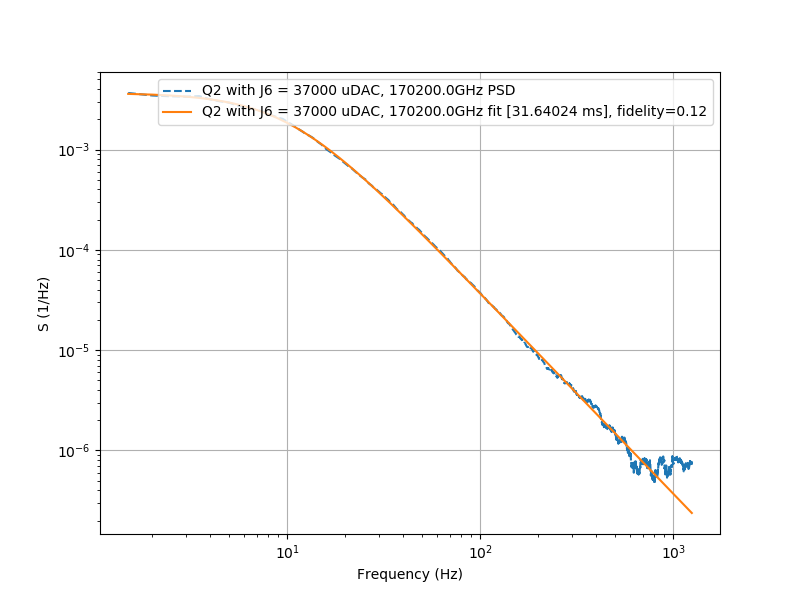 Q2 with J6 = 37000 uDAC, 170200.0GHz PSD
Q2 with J6 = 37000 uDAC, 170200.0GHz fit [31.64024 ms], fidelity=0.12
S (1/Hz)
10⁻³
10⁻⁴
10⁻⁵
10⁻⁶
10¹ 10² 10³
Frequency (Hz)